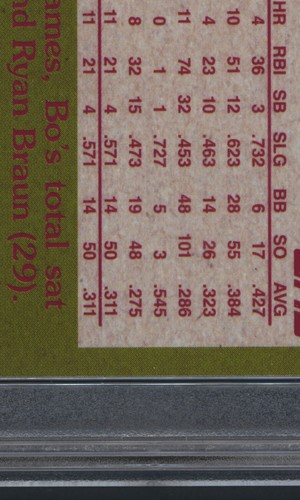 HR RBI SB SLG BB SO AVG
4 36 3 .732 6 17 .427
10 51 12 .623 28 55 .384
4 23 10 .463 14 26 .323
11 74 32 .453 48 101 .286
0 1 1 .727 5 3 .545
8 32 15 .473 19 48 .275
11 21 4 .571 14 50 .311
11 21 4 .571 14 50 .311
ames, Bo's total sat
nd Ryan Braun (29).